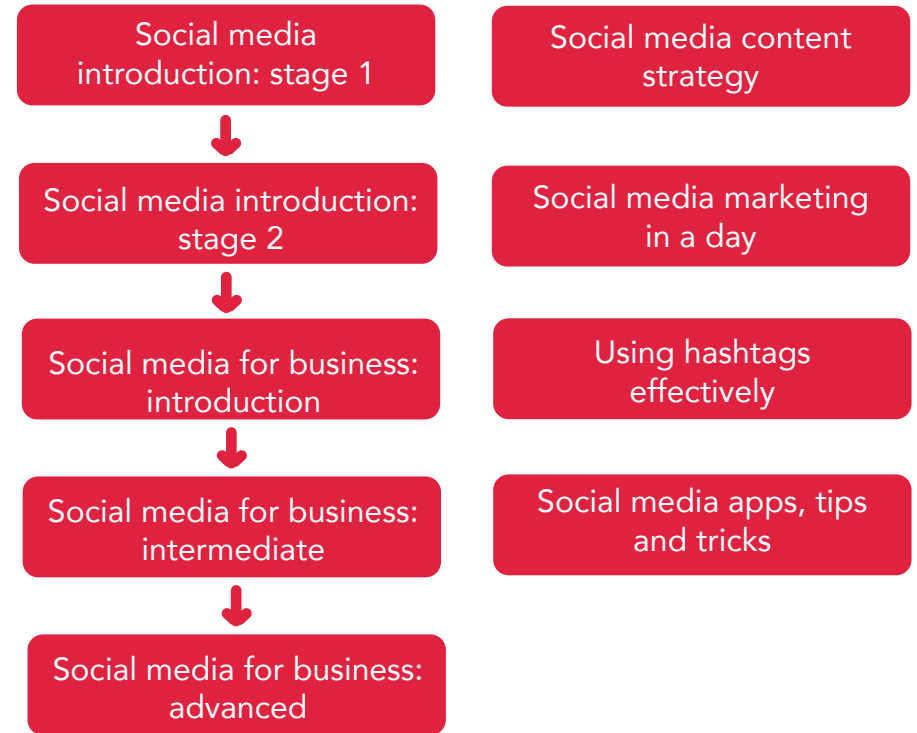 Social media
introduction: stage 1
Social media introduction:
stage 2
Social media for business:
introduction
Social media for business:
intermediate
Social media for business:
advanced
Social media content
strategy
Social media marketing
in a day
Using hashtags
effectively
Social media apps, tips
and tricks